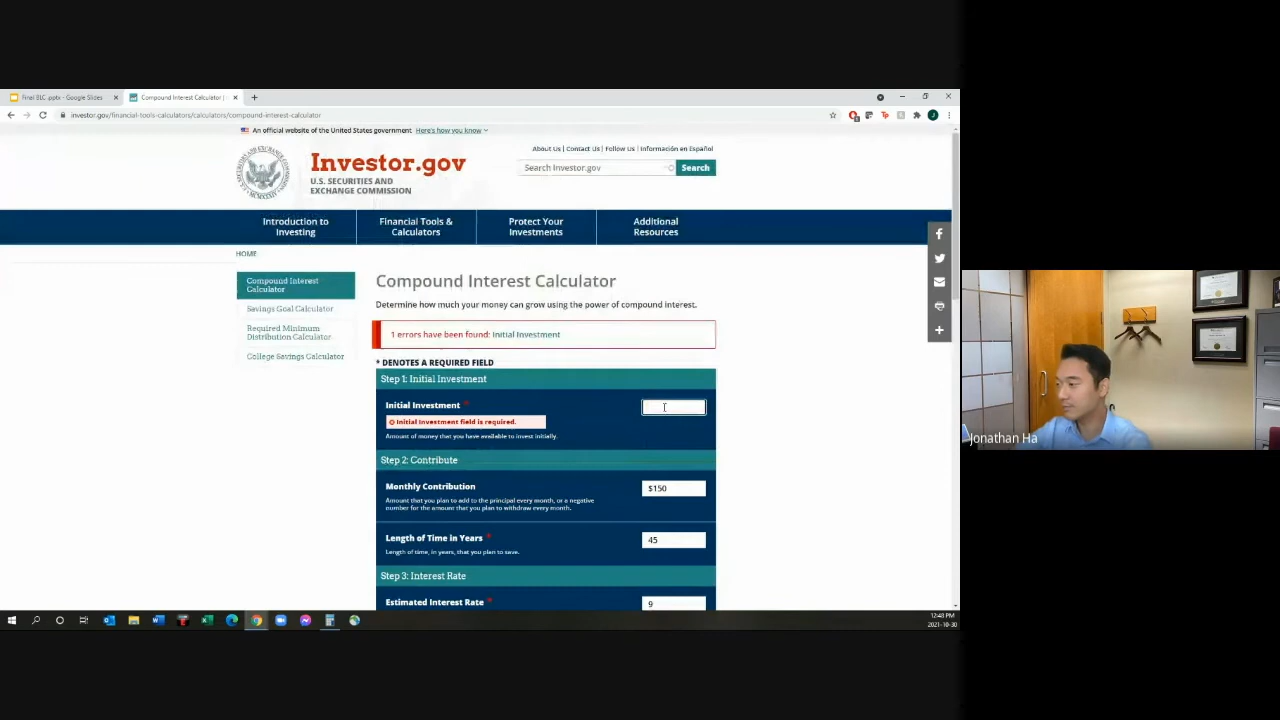 Final BLC .pptx - Google Slides
Compound Interest Calculator |
investor.gov/financial-tools-calculators/calculators/compound-interest-calculator
J
An official website of the United States government Here's how you know
About Us | Contact Us | Follow Us | Información en Español
Investor.gov
U.S. SECURITIES AND
EXCHANGE COMMISSION
Search Investor.gov
Search
Introduction to
Investing
Financial Tools &
Calculators
Protect Your
Investments
Additional
Resources
HOME
Compound Interest
Calculator
Savings Goal Calculator
Required Minimum
Distribution Calculator
College Savings Calculator
Compound Interest Calculator
Determine how much your money can grow using the power of compound interest.
1 errors have been found: Initial Investment
* DENOTES A REQUIRED FIELD
Step 1: Initial Investment
Initial Investment *
Initial Investment field is required.
Amount of money that you have available to invest initially.
Step 2: Contribute
Monthly Contribution
$150
Amount that you plan to add to the principal every month, or a negative
number for the amount that you plan to withdraw every month.
Length of Time in Years *
45
Length of time, in years, that you plan to save.
Step 3: Interest Rate
Estimated Interest Rate *
9
12:48 PM
2021-10-30
Jonathan Ha